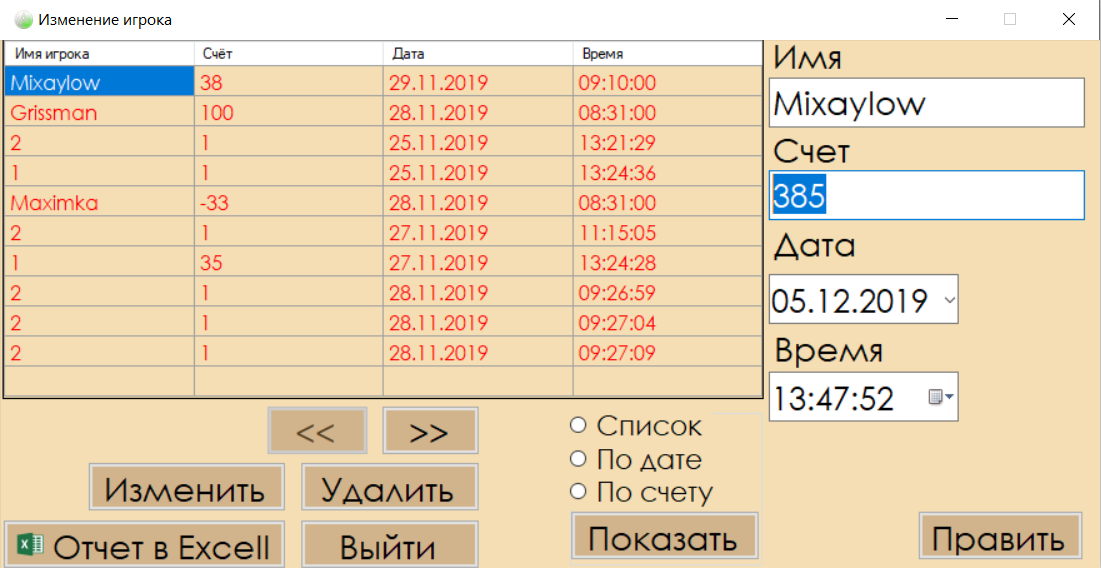 Изменение игрока
Имя игрока Счёт Дата Время
Mixaylow 38 29.11.2019 09:10:00
Grissman 100 28.11.2019 08:31:00
2 1 25.11.2019 13:21:29
1 1 25.11.2019 13:24:36
Maximka -33 28.11.2019 08:31:00
2 1 27.11.2019 11:15:05
1 35 27.11.2019 13:24:28
2 1 28.11.2019 09:26:59
2 1 28.11.2019 09:27:04
2 1 28.11.2019 09:27:09
Имя
Mixaylow
Счет
385
Дата
05.12.2019
Время
13:47:52
<< >>
Изменить Удалить
Отчет в Excell Выйти
Список
По дате
По счету
Показать
Править